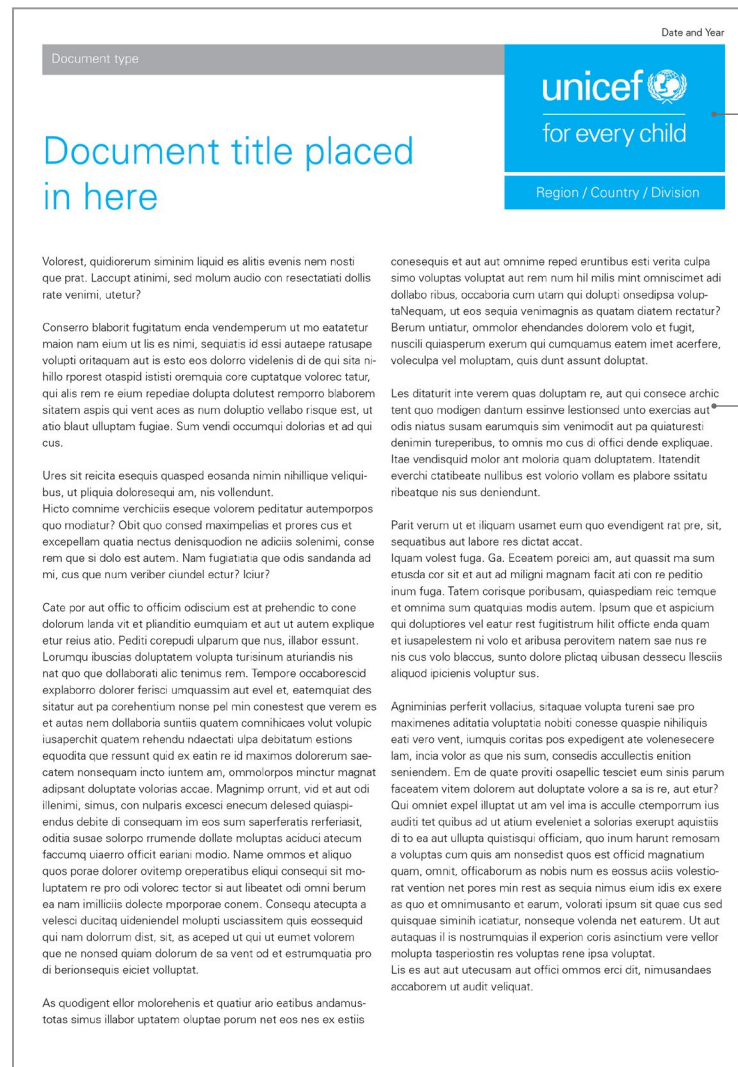 Date and Year
Document type
unicef
for every child
Region / Country / Division
Document title placed
in here
Volorest, quidiorerum siminim liquid es alitis evenis nem nosti
que prat. Laccupt atinimi, sed molum audio con resectatiati dollis
rate venimi, utetur?
Conserro blaborit fugitatum enda vendemperum ut mo eatatetur
maion nam eium ut lis es nimi, sequiatis id essi autaepe ratusape
volupti oritaquam aut is esto eos dolorro videlenis di de qui sita ni-
hillo rporest otaspid ististi oremquia core cuptatque volorec tatur,
qui alis rem re eium repediae dolupta dolutest remporro blaborem
sitatem aspis qui vent aces as num doluptio vellabo risque est, ut
atio blaut ulluptam fugiae. Sum vendi occumqui dolorias et ad qui
cus.
Ures sit reicita esequis quasped eosanda nimin nihillique veliqui-
bus, ut pliquia doloresequi am, nis vollendunt.
Hicto comnime verchiciis eseque volorem peditatur autemporpos
quo modiatur? Obit quo consed maximpelias et prores cus et
excepellam quatia nectus denisquodion ne adiciis solenimi, conse
rem que si dolo est autem. Nam fugiatiatia que odis sandanda ad
mi, cus que num veriber ciundel ectur? Iciur?
Cate por aut offic to officim odiscium est at prehendic to cone
dolorum landa vit et plianditio eumquiam et aut ut autem explique
etur reius atio. Pediti corepudi ulparum que nus, illabor essunt.
Lorumqu ibuscias doluptatem volupta turisinum aturiandis nis
nat quo que dollaborati alic tenimus rem. Tempore occaborescid
explaborro dolorer ferisci umquassim aut evel et, eatemquiat des
sitatur aut pa corehentium nonse pel min conestest que verem es
et autas nem dollaboria suntiis quatem comnihicaes volut volupic
iusaperchit quatem rehendu ndaectati ulpa debitatum estions
equodita que ressunt quid ex eatin re id maximos dolorerum sae-
catem nonsequam incto iuntem am, ommolorpos minctur magnat
adipsant doluptate volorias accae. Magnimp orrunt, vid et aut odi
illenimi, simus, con nulparis excesci enecum delesed quiaspi-
endus debite di consequam im eos sum saperferatis rerferiasit,
oditia susae solorpo rrumende dollate moluptas aciduci atecum
faccumq uiaerro officit eariani modio. Name ommos et aliquo
quos porae dolorer ovitemp oreperatibus eliqui consequi sit mo-
luptatem re pro odi volorec tector si aut libeatet odi omni berum
ea nam imilliciis dolecte mporporae conem. Consequ atecupta a
velesci ducitaq uideniendel molupti usciassitem quis eossequid
qui nam dolorrum dist, sit, as aceped ut qui ut eumet volorem
que ne nonsed quiam dolorum de sa vent od et estrumquatia pro
di berionsequis eiciet volluptat.
As quodigent ellor molorehenis et quatiur ario eatibus andamus-
totas simus illabor uptatem oluptae porum net eos nes ex estiis
conesequis et aut aut omnime reped eruntibus esti verita culpa
simo voluptas voluptat aut rem num hil milis mint omniscimet adi
dollabo ribus, occaboria cum utam qui dolupti onsedipsa volup-
taNequam, ut eos sequia venimagnis as quatam diatem rectatur?
Berum untiatur, ommolor ehendandes dolorem volo et fugit,
nuscili quiasperum exerum qui cumquamus eatem imet acerfere,
voleculpa vel moluptam, quis dunt assunt doluptat.
Les ditaturit inte verem quas doluptam re, aut qui consece archic
tent quo modigen dantum essinve lestionsed unto exercias aut
odis niatus susam earumquis sim venimodit aut pa quiaturesti
denimin tureperibus, to omnis mo cus di offici dende expliquae.
Itae vendisquid molor ant moloria quam doluptatem. Itatendit
everchi ctatibeate nullibus est volorio vollam es plabore ssitatu
ribeatque nis sus deniendunt.
Parit verum ut et iliquam usamet eum quo evendigent rat pre, sit,
sequatibus aut labore res dictat accat.
Iquam volest fuga. Ga. Eceatem poreici am, aut quassit ma sum
etusda cor sit et aut ad miligni magnam facit ati con re peditio
inum fuga. Tatem corisque poribusam, quiaspediam reic temque
et omnima sum quatquias modis autem. Ipsum que et aspicium
qui doluptiores vel eatur rest fugitistrum hilit officte enda quam
et iusapelestem ni volo et aribusa perovitem natem sae nus re
nis cus volo blaccus, sunto dolore plictaq uibusan dessecu llesciis
aliquod ipicienis voluptur sus.
Agniminias perferit vollacius, sitaquae volupta tureni sae pro
maximenes aditatia voluptatia nobiti conesse quaspie nihiliquis
eati vero vent, iumquis coritas pos expedigent ate volenesecere
lam, incia volor as que nis sum, consedis accullectis enition
seniendem. Em de quate proviti osapellic tesciet eum sinis parum
faceatem vitem dolorem aut doluptate volore a sa is re, aut etur?
Qui omniet expel illuptat ut am vel ima is acculle ctemporrum ius
auditi tet quibus ad ut atium eveleniet a solorias exerupt aquistiis
di to ea aut ullupta quistisqui officiam, quo inum harunt remosam
a voluptas cum quis am nonsedist quos est officid magnatium
quam, omnit, officaborum as nobis num es eossus aciis volestio-
rat vention net pores min rest as sequia nimus eium idis ex exere
as quo et omnimusanto et earum, volorati ipsum sit quae cus sed
quisquae siminih icatiatur, nonseque volenda net eaturem. Ut aut
autaquas il is nostrumquias il experion coris asinctium vere vellor
molupta tasperiostin res voluptas rene ipsa voluptat.
Lis es aut aut utecusam aut offici ommos erci dit, nimusandaes
accaborem ut audit veliquat.